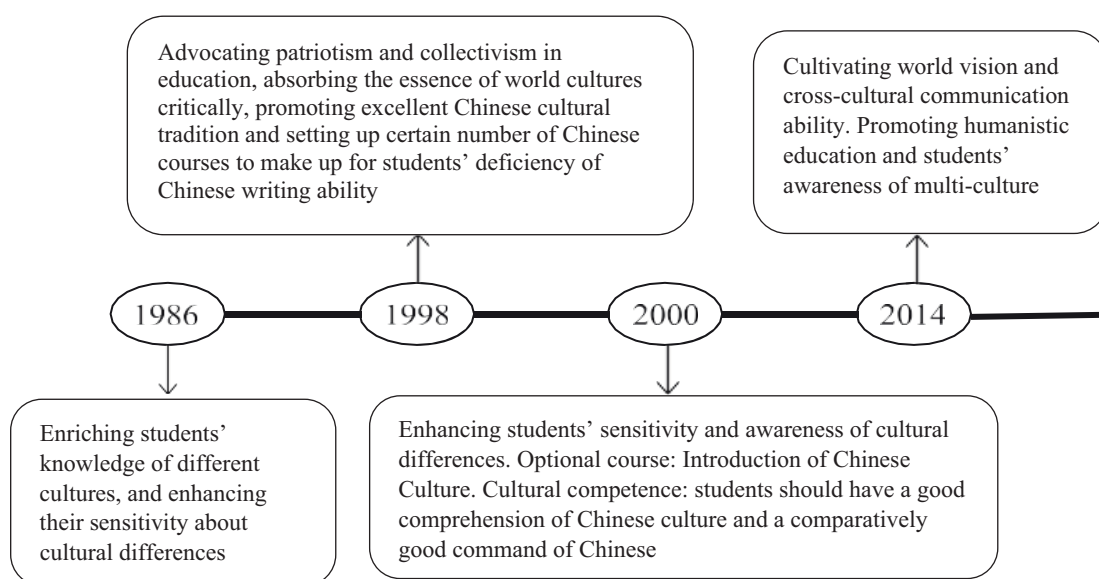 Advocating patriotism and collectivism in
education, absorbing the essence of world cultures
critically, promoting excellent Chinese cultural
tradition and setting up certain number of Chinese
courses to make up for students’ deficiency of
Chinese writing ability
Cultivating world vision and
cross-cultural communication
ability. Promoting humanistic
education and students’
awareness of multi-culture
1986
1998
2000
2014
Enriching students’
knowledge of different
cultures, and enhancing
their sensitivity about
cultural differences
Enhancing students’ sensitivity and awareness of cultural
differences. Optional course: Introduction of Chinese
Culture. Cultural competence: students should have a good
comprehension of Chinese culture and a comparatively
good command of Chinese